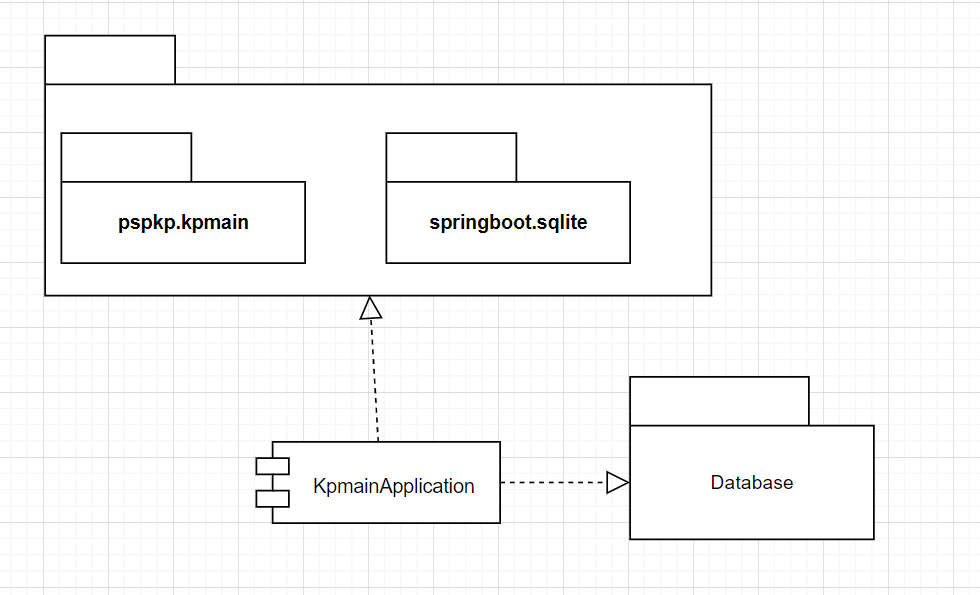 pspkp.kpmain
springboot.sqlite
KpmainApplication
Database